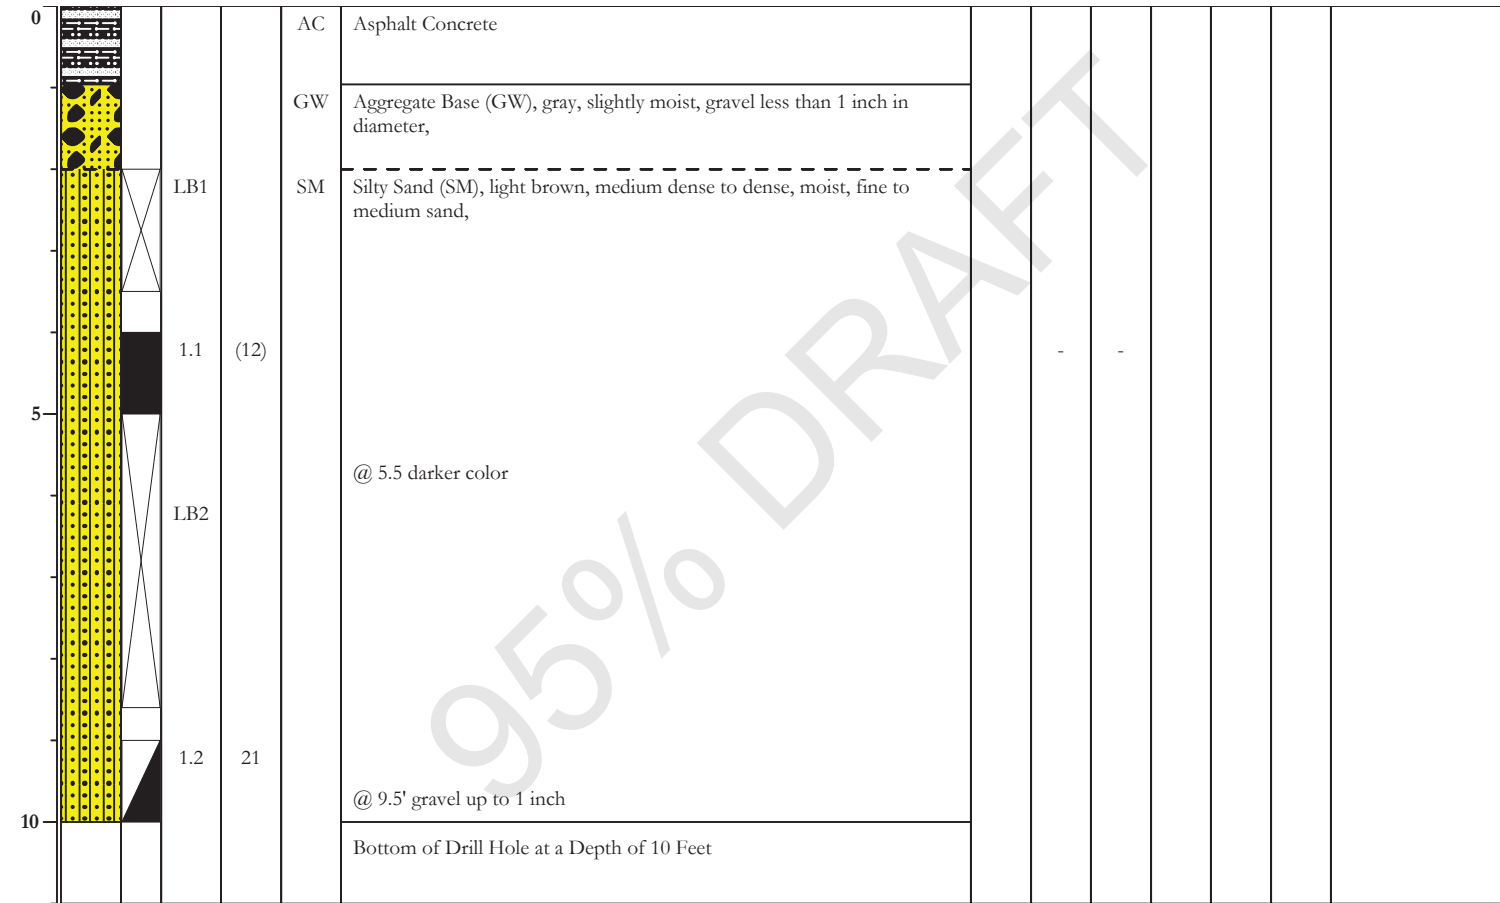 0
AC Asphalt Concrete
GW Aggregate Base (GW), gray, slightly moist, gravel less than 1 inch in
diameter,
LB1 SM Silty Sand (SM), light brown, medium dense to dense, moist, fine to
medium sand,
1.1 (12) - -
5
@ 5.5 darker color
LB2
1.2 21
@ 9.5' gravel up to 1 inch
10
Bottom of Drill Hole at a Depth of 10 Feet
95% DRAFT